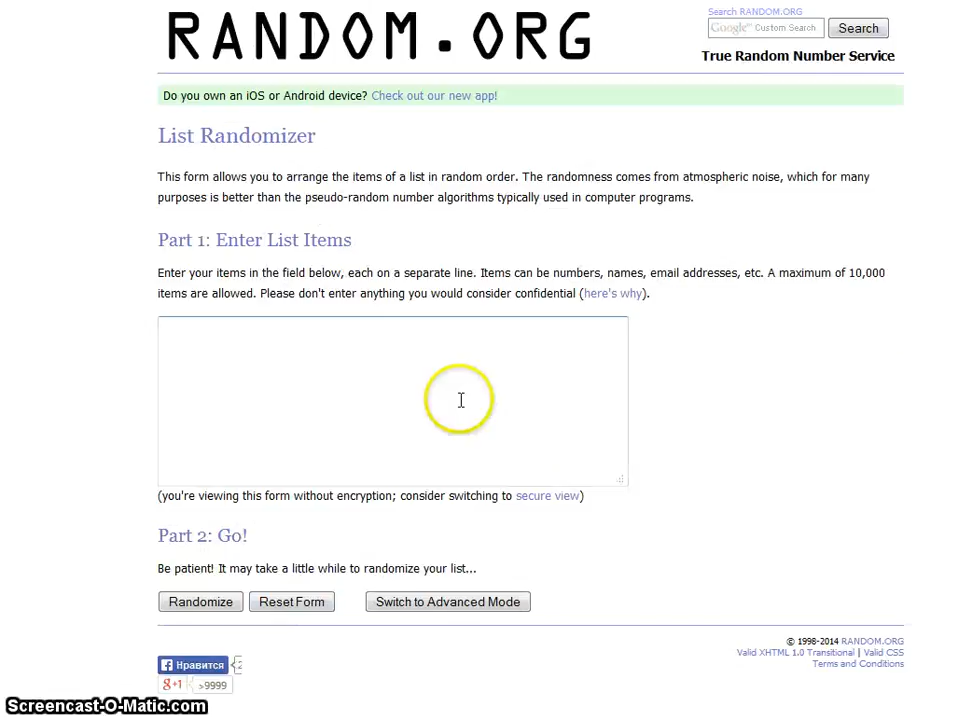 RANDOM.ORG
Search RANDOM.ORG
Google Custom Search
Search
True Random Number Service
Do you own an iOS or Android device? Check out our new app!
List Randomizer
This form allows you to arrange the items of a list in random order. The randomness comes from atmospheric noise, which for many
purposes is better than the pseudo-random number algorithms typically used in computer programs.
Part 1: Enter List Items
Enter your items in the field below, each on a separate line. Items can be numbers, names, email addresses, etc. A maximum of 10,000
items are allowed. Please don't enter anything you would consider confidential (here's why).
(you're viewing this form without encryption; consider switching to secure view)
Part 2: Go!
Be patient! It may take a little while to randomize your list...
Randomize
Reset Form
Switch to Advanced Mode
© 1998-2014 RANDOM.ORG
Valid XHTML 1.0 Transitional | Valid CSS
Terms and Conditions
Нравится
g+1
>9999
Screencast-O-Matic.com